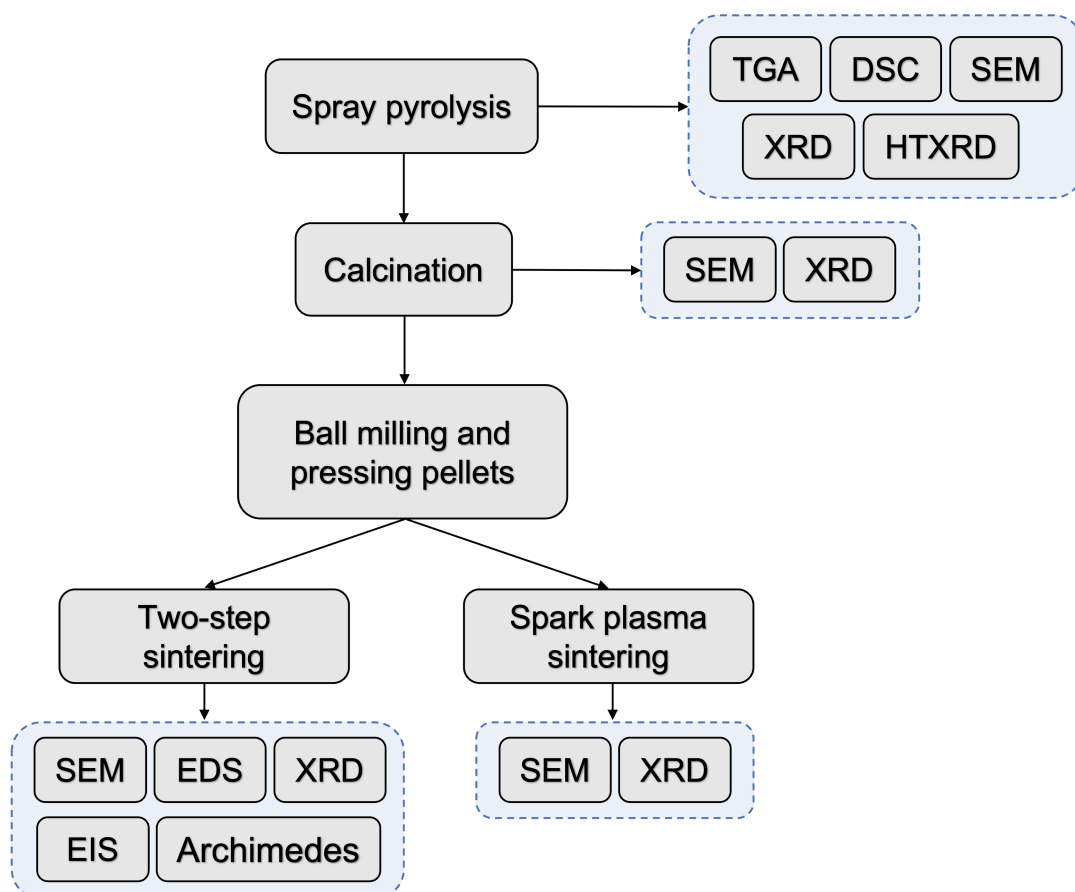 Spray pyrolysis
TGA DSC SEM
XRD HTXRD
Calcination
SEM XRD
Ball milling and
pressing pellets
Two-step
sintering
Spark plasma
sintering
SEM EDS XRD
EIS Archimedes
SEM XRD